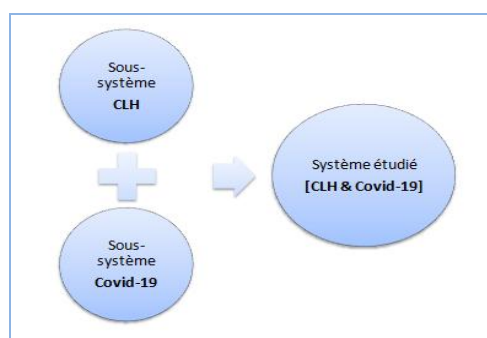 Sous-
système
CLH
Système étudié
[CLH & Covid-19]
Sous-
système
Covid-19